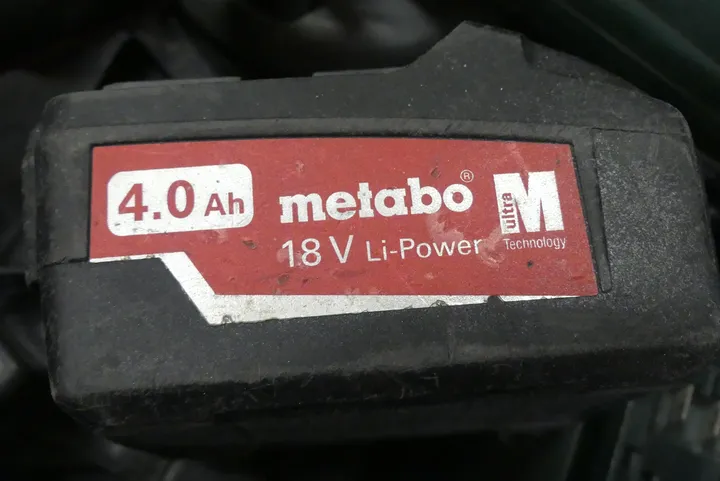 4.0 Ah
metabo®
ultra M
18 V Li-Power
Technology